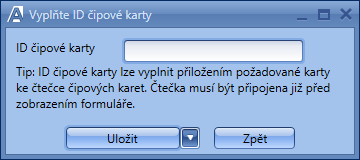 Vyplňte ID čipové karty
ID čipové karty
Tip: ID čipové karty lze vyplnit přiložením požadované karty
ke čtečce čipových karet. Čtečka musí být připojena již před
zobrazením formuláře.
Uložit
Zpět